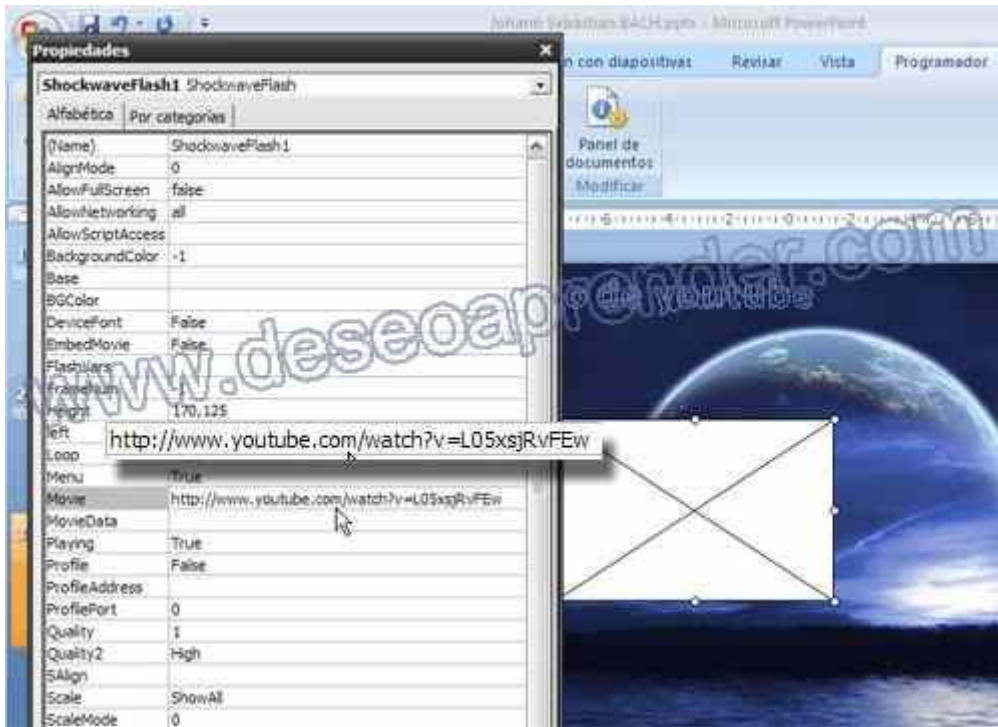 Johann Sebastian BACH.pptx - Microsoft PowerPoint
Propiedades
n con diapositivas Revisar Vista Programador
ShockwaveFlash1 ShockwaveFlash
Alfabética Por categorías
Panel de
documentos
Modificar
(Name) ShockwaveFlash1
AlignMode 0
AllowFullScreen false
AllowNetworking all
AllowScriptAccess
BackgroundColor -1
Base
BGColor
DeviceFont False
EmbedMovie False
FlashVars
FrameNum -1
Height 170,125
left
Loop
Menu True
Movie http://www.youtube.com/watch?v=L05xsjRvFEw
MovieData
Playing True
Profile False
ProfileAddress
ProfilePort 0
Quality 1
Quality2 High
SAlign
Scale ShowAll
ScaleMode 0
http://www.youtube.com/watch?v=L05xsjRvFEw
o de youtube
www.deseoaprender.com